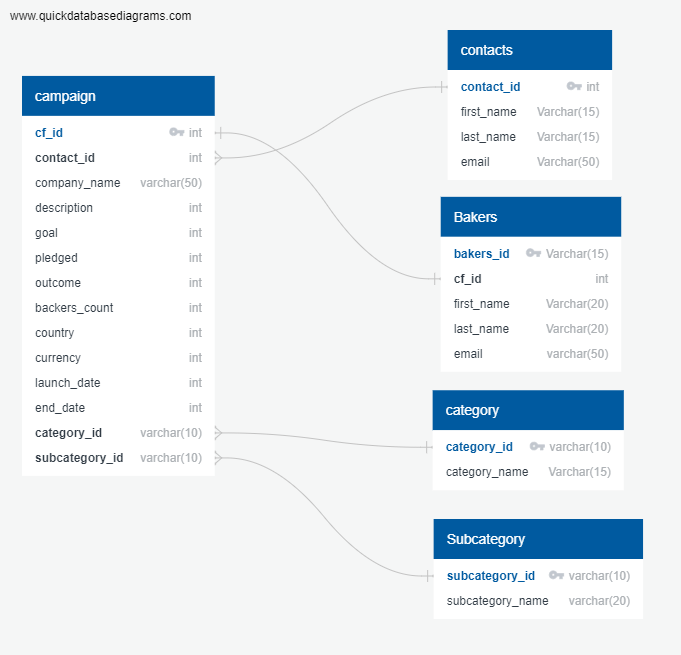 www.quickdatabasediagrams.com
campaign
cf_id int
contact_id int
company_name varchar(50)
description int
goal int
pledged int
outcome int
backers_count int
country int
currency int
launch_date int
end_date int
category_id varchar(10)
subcategory_id varchar(10)
contacts
contact_id int
first_name Varchar(15)
last_name Varchar(15)
email Varchar(50)
Bakers
bakers_id Varchar(15)
cf_id int
first_name Varchar(20)
last_name Varchar(20)
email varchar(50)
category
category_id varchar(10)
category_name Varchar(15)
Subcategory
subcategory_id varchar(10)
subcategory_name varchar(20)